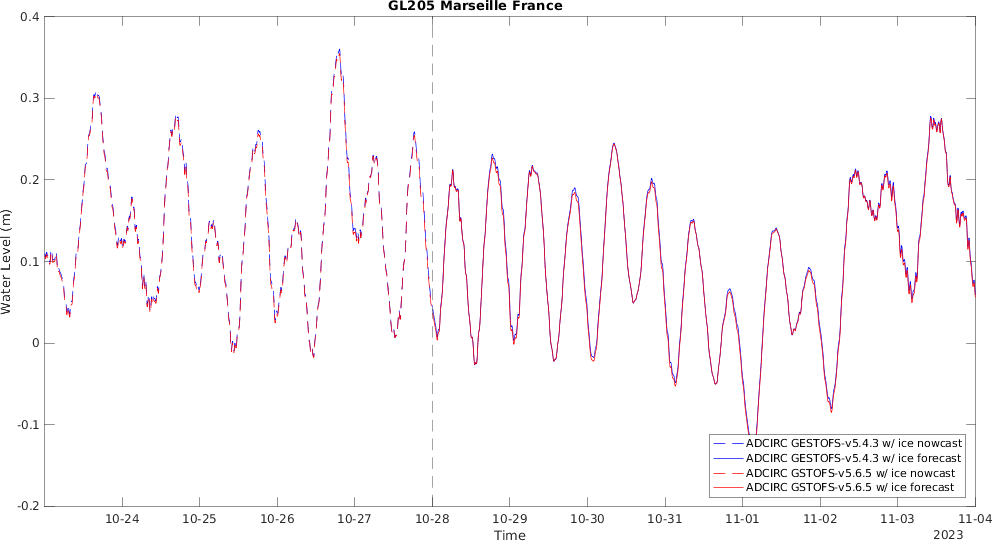 GL205 Marseille France
0.4
0.3
0.2
0.1
0
-0.1
-0.2
Water Level (m)
ADCIRC GESTOFS-v5.4.3 w/ ice nowcast
ADCIRC GESTOFS-v5.4.3 w/ ice forecast
ADCIRC GSTOFS-v5.6.5 w/ ice nowcast
ADCIRC GSTOFS-v5.6.5 w/ ice forecast
10-24 10-25 10-26 10-27 10-28 10-29 10-30 10-31 11-01 11-02 11-03 11-04
Time
2023